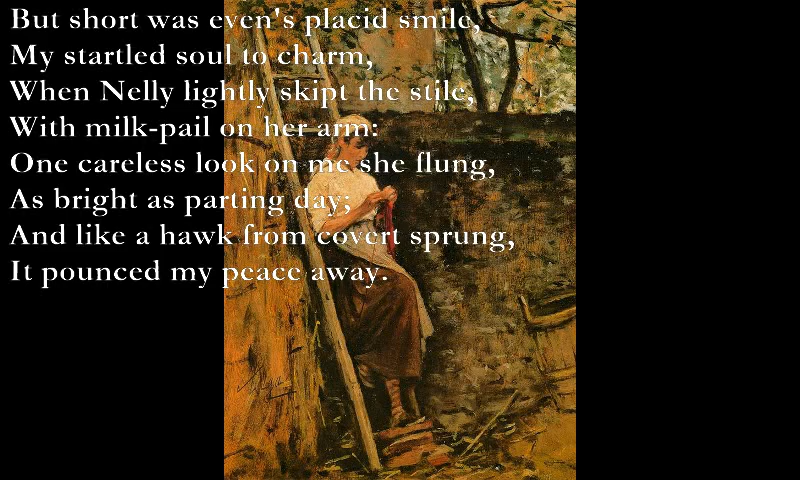 But short was even's placid smile,
My startled soul to charm,
When Nelly lightly skipt the stile,
With milk-pail on her arm:
One careless look on me she flung,
As bright as parting day;
And like a hawk from covert sprung,
It pounced my peace away.